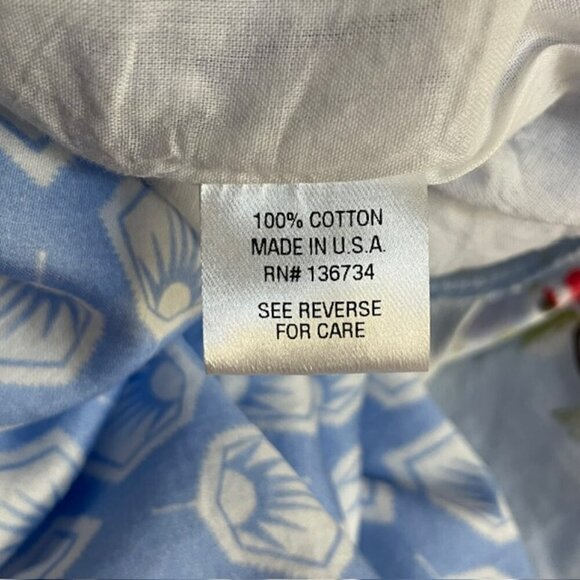 100% COTTON
MADE IN U.S.A.
RN# 136734
SEE REVERSE
FOR CARE